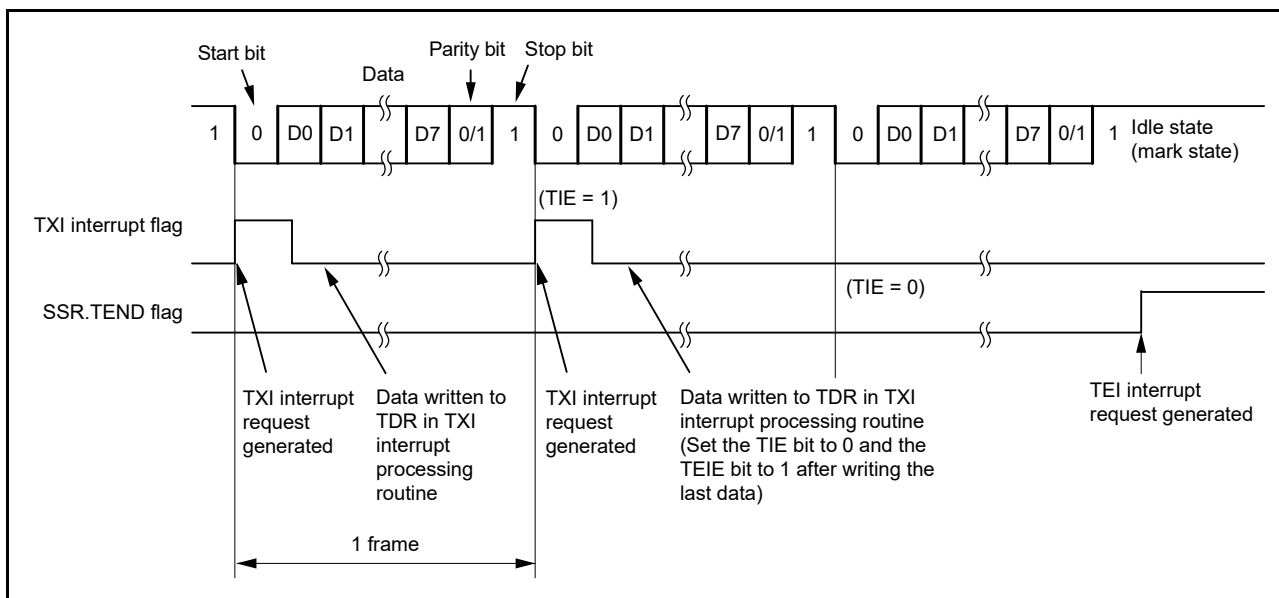 Start bit
Data
Parity bit
Stop bit
1 0 D0 D1 D7 0/1 1 0 D0 D1 D7 0/1 1 0 D0 D1 D7 0/1 1 Idle state
(mark state)
(TIE = 1)
TXI interrupt flag
(TIE = 0)
SSR.TEND flag
TXI interrupt
request
generated
Data written to
TDR in TXI
interrupt
processing
routine
TXI interrupt
request
generated
Data written to TDR in TXI
interrupt processing routine
(Set the TIE bit to 0 and the
TEIE bit to 1 after writing the
last data)
TEI interrupt
request generated
1 frame